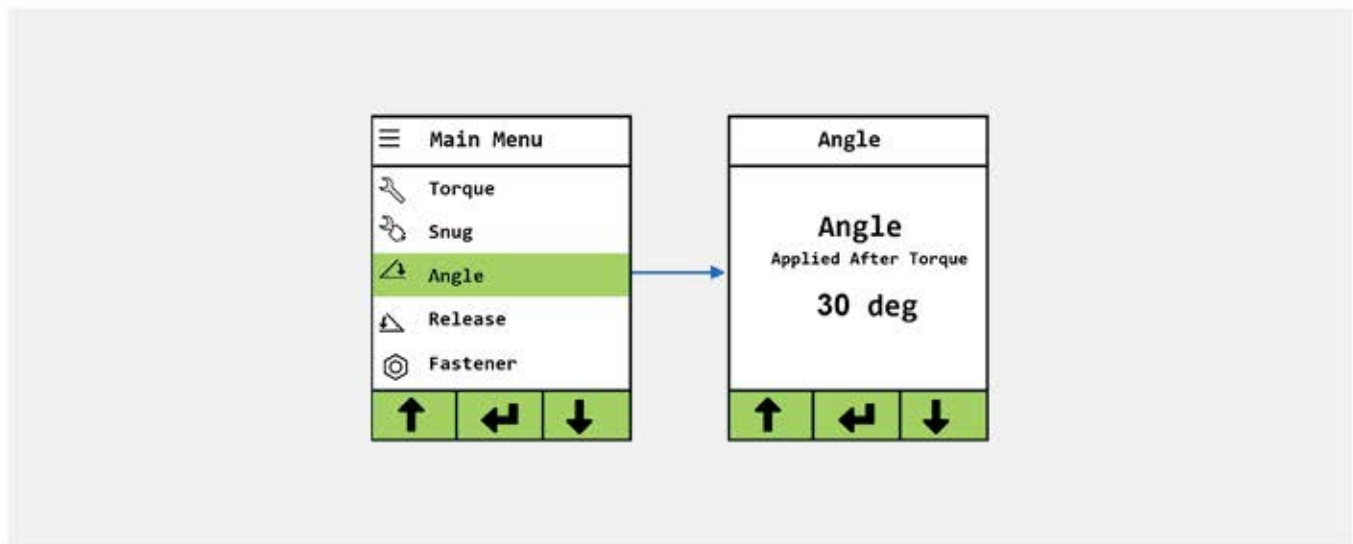 Main Menu
Torque
Snug
Angle
Release
Fastener
Angle
Angle
Applied After Torque
30 deg